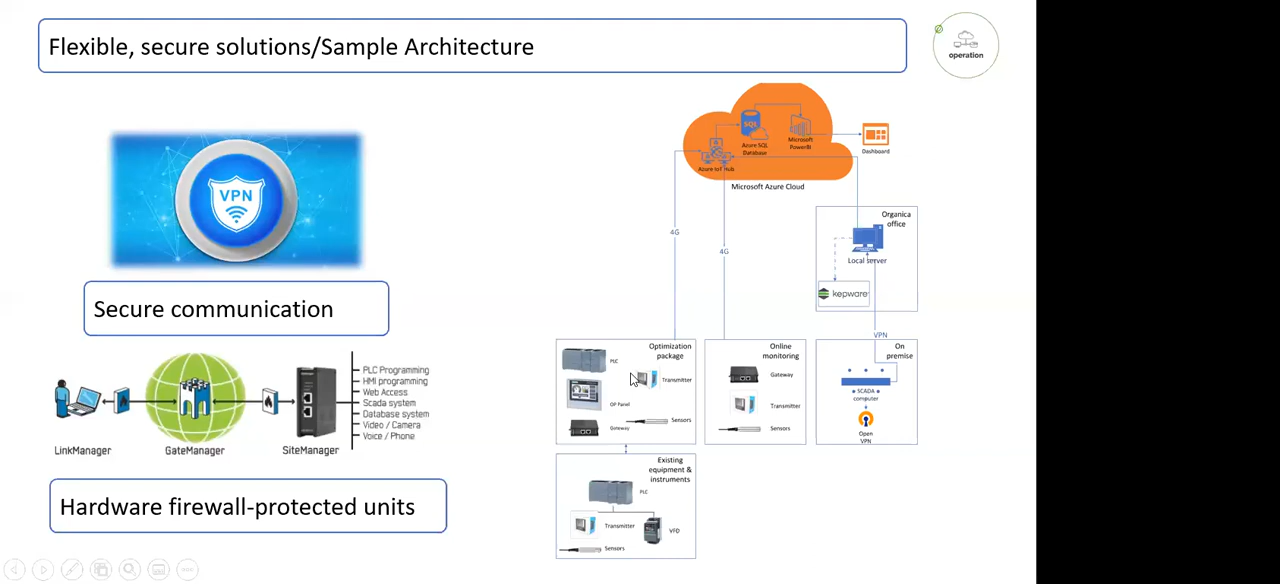 Flexible, secure solutions/Sample Architecture
operation
VPN
Secure communication
LinkManager
GateManager
SiteManager
PLC Programming
HMI programming
Web Access
Scada system
Database system
Video / Camera
Voice / Phone
Hardware firewall-protected units
SQL
Azure SQL
Database
Microsoft
PowerBI
Dashboard
Azure IoT Hub
Microsoft Azure Cloud
4G
4G
Organica
office
Local server
kepware
VPN
Optimization
package
PLC
Transmitter
OP Panel
Sensors
Gateway
Online
monitoring
Gateway
Transmitter
Sensors
On
premise
SCADA
computer
Open
VPN
Existing
equipment &
instruments
PLC
Transmitter
VFD
Sensors